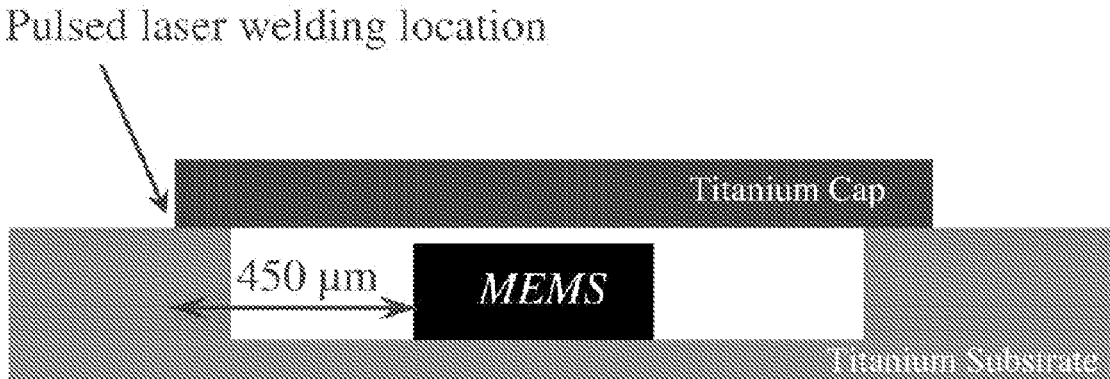 Pulsed laser welding location
Titanium Cap
450 μm
MEMS
Titanium Substrate